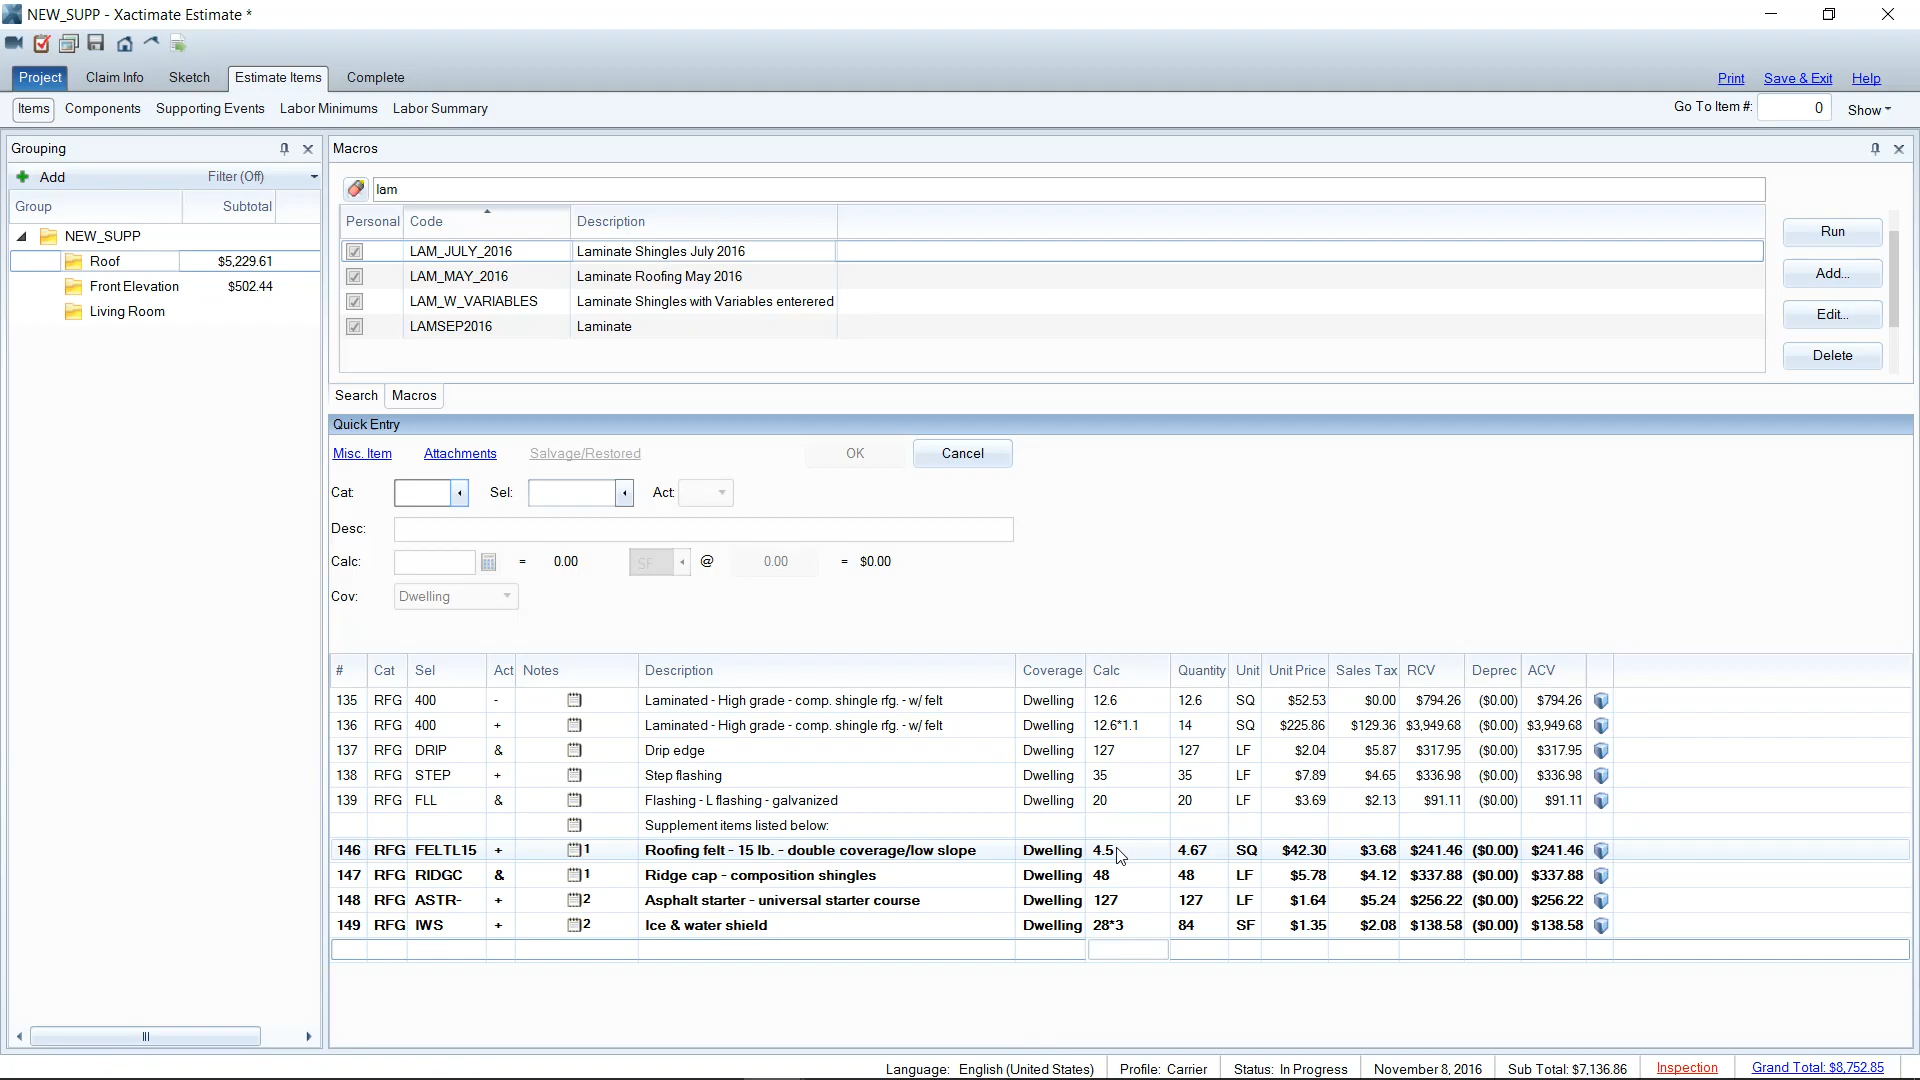 NEW_SUPP - Xactimate Estimate *
Project Claim Info Sketch Estimate Items Complete Print Save & Exit Help
Items Components Supporting Events Labor Minimums Labor Summary Go To Item #: 0 Show
Grouping
Add Filter (Off)
Group Subtotal
NEW_SUPP
Roof $5,229.61
Front Elevation $502.44
Living Room
Macros
lam
Personal Code Description
LAM_JULY_2016 Laminate Shingles July 2016
LAM_MAY_2016 Laminate Roofing May 2016
LAM_W_VARIABLES Laminate Shingles with Variables enterered
LAMSEP2016 Laminate
Run
Add...
Edit...
Delete
Search Macros
Quick Entry
Misc. Item Attachments Salvage/Restored OK Cancel
Cat: Sel: Act:
Desc:
Calc: = 0.00 SF @ 0.00 = $0.00
Cov: Dwelling
# Cat Sel Act Notes Description Coverage Calc Quantity Unit Unit Price Sales Tax RCV Deprec ACV
135 RFG 400 - Laminated - High grade - comp. shingle rfg. - w/ felt Dwelling 12.6 12.6 SQ $52.53 $0.00 $794.26 ($0.00) $794.26
136 RFG 400 + Laminated - High grade - comp. shingle rfg. - w/ felt Dwelling 12.6*1.1 14 SQ $225.86 $129.36 $3,949.68 ($0.00) $3,949.68
137 RFG DRIP & Drip edge Dwelling 127 127 LF $2.04 $5.87 $317.95 ($0.00) $317.95
138 RFG STEP + Step flashing Dwelling 35 35 LF $7.89 $4.65 $336.98 ($0.00) $336.98
139 RFG FLL & Flashing - L flashing - galvanized Dwelling 20 20 LF $3.69 $2.13 $91.11 ($0.00) $91.11
Supplement items listed below:
146 RFG FELTL15 + 1 Roofing felt - 15 lb. - double coverage/low slope Dwelling 4.5 4.67 SQ $42.30 $3.68 $241.46 ($0.00) $241.46
147 RFG RIDGC & 1 Ridge cap - composition shingles Dwelling 48 48 LF $5.78 $4.12 $337.88 ($0.00) $337.88
148 RFG ASTR- + 2 Asphalt starter - universal starter course Dwelling 127 127 LF $1.64 $5.24 $256.22 ($0.00) $256.22
149 RFG IWS + 2 Ice & water shield Dwelling 28*3 84 SF $1.35 $2.08 $138.58 ($0.00) $138.58
Language: English (United States) Profile: Carrier Status: In Progress November 8, 2016 Sub Total: $7,136.86 Inspection Grand Total: $8,752.85